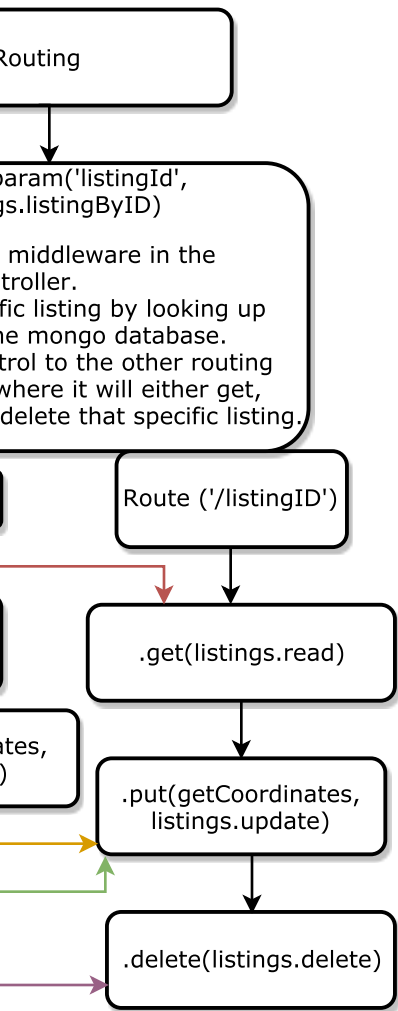 Routing
param('listingId',
gs.listingByID)
middleware in the
troller.
fic listing by looking up
he mongo database.
trol to the other routing
where it will either get,
delete that specific listing.
Route ('/listingID')
.get(listings.read)
ates,
)
.put(getCoordinates,
listings.update)
.delete(listings.delete)